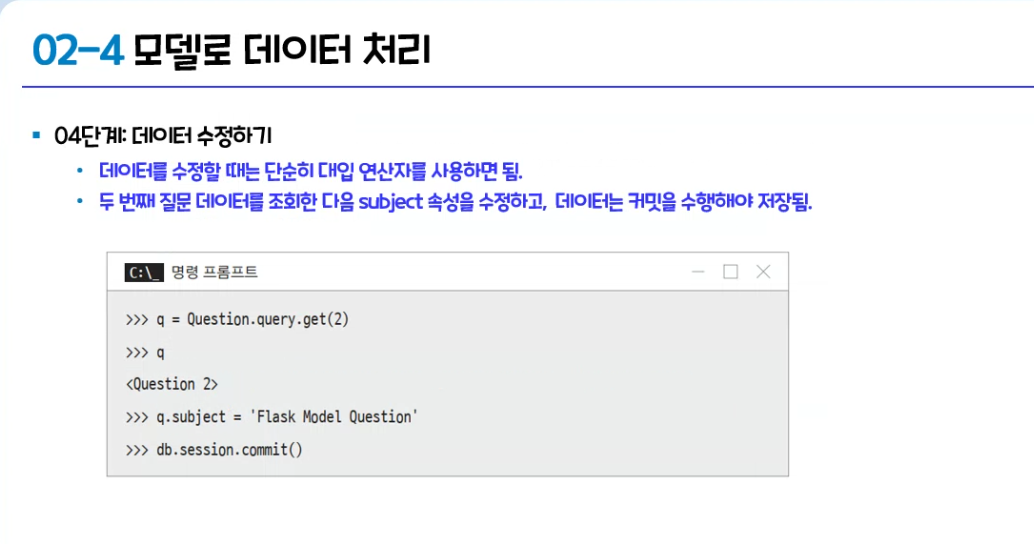 02-4 모델로 데이터 처리
▪ 04단계: 데이터 수정하기
• 데이터를 수정할 때는 단순히 대입 연산자를 사용하면 됨.
• 두 번째 질문 데이터를 조회한 다음 subject 속성을 수정하고, 데이터는 커밋을 수행해야 저장됨.
C:\_ 명령 프롬프트
>>> q = Question.query.get(2)
>>> q
<Question 2>
>>> q.subject = 'Flask Model Question'
>>> db.session.commit()